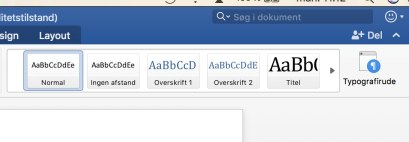 litetstilstand)
Søg i dokument
sign Layout
Del
AaBbCcDdEe AaBbCcDdEe AaBbCcD AaBbCcDdE AaBb(
Normal Ingen afstand Overskrift 1 Overskrift 2 Titel
Typografirude